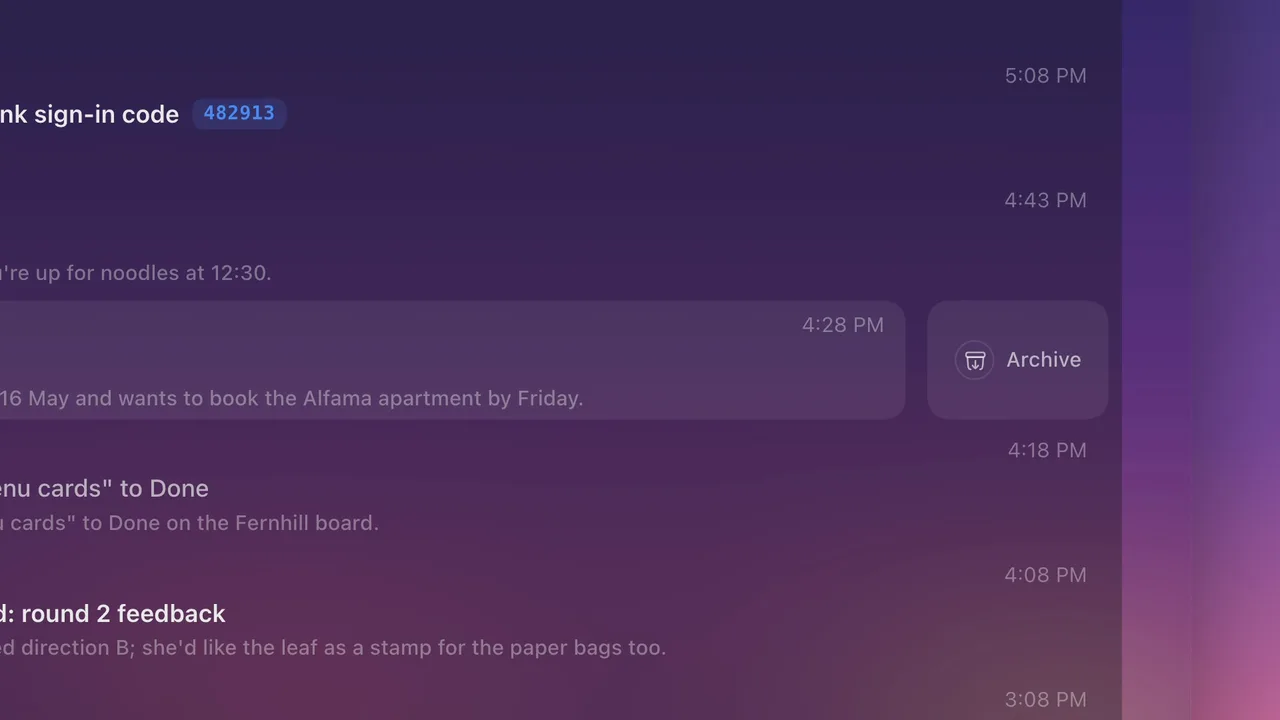 5:08 PM
nk sign-in code 482913
4:43 PM
're up for noodles at 12:30.
4:28 PM
Archive
16 May and wants to book the Alfama apartment by Friday.
4:18 PM
enu cards" to Done
cards" to Done on the Fernhill board.
4:08 PM
d: round 2 feedback
ed direction B; she'd like the leaf as a stamp for the paper bags too.
3:08 PM